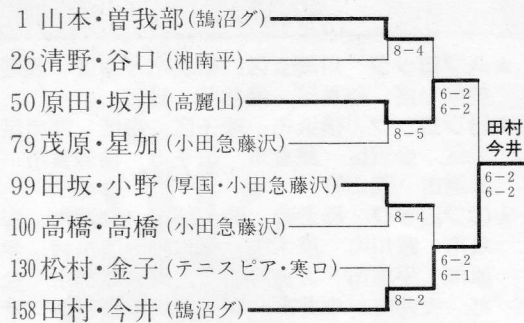 1 山本・曽我部 (鵠沼グ)
8-4
26 清野・谷口 (湘南平)
6-2
6-2
50 原田・坂井 (高麗山)
8-5
79 茂原・星加 (小田急藤沢)
田村
今井
6-2
6-2
99 田坂・小野 (厚国・小田急藤沢)
8-4
100 高橋・高橋 (小田急藤沢)
6-2
6-1
130 松村・金子 (テニスピア・寒ロ)
8-2
158 田村・今井 (鵠沼グ)